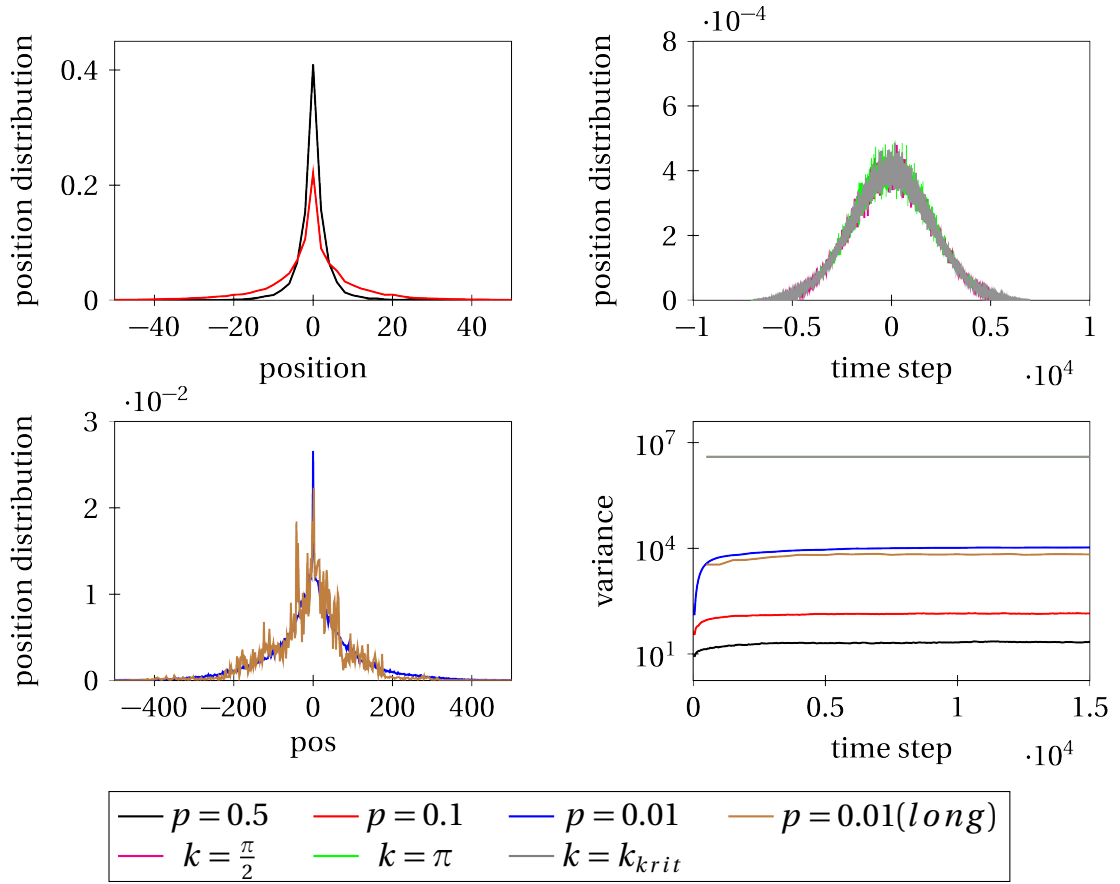 position distribution
0.4
0.2
0
−40
−20
0
20
40
position
·10−4
position distribution
8
6
4
2
0
−1
−0.5
0
0.5
1
time step
·10⁴
·10−2
position distribution
3
2
1
0
−400
−200
0
200
400
pos
variance
10⁷
10⁴
10¹
0
0.5
1
1.5
time step
·10⁴
p = 0.5
p = 0.1
p = 0.01
p = 0.01(long)
k = π/2
k = π
k = k_krit